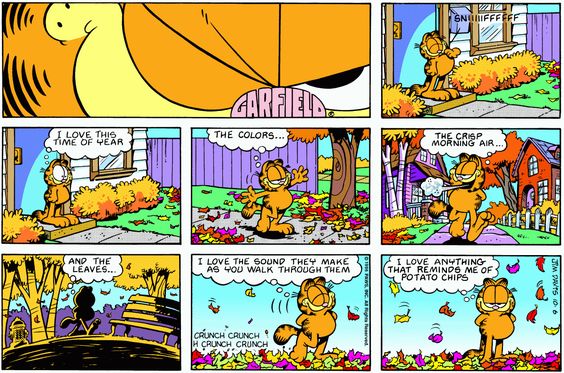 GARFIELD
SNIIIIIFFFFFF
I LOVE THIS
TIME OF YEAR
THE COLORS...
THE CRISP
MORNING AIR...
AND THE
LEAVES...
I LOVE THE SOUND THEY MAKE
AS YOU WALK THROUGH THEM
CRUNCH CRUNCH
H CRUNCH CRUNCH
I LOVE ANYTHING
THAT REMINDS ME OF
POTATO CHIPS
JIM DAVIS 10-6